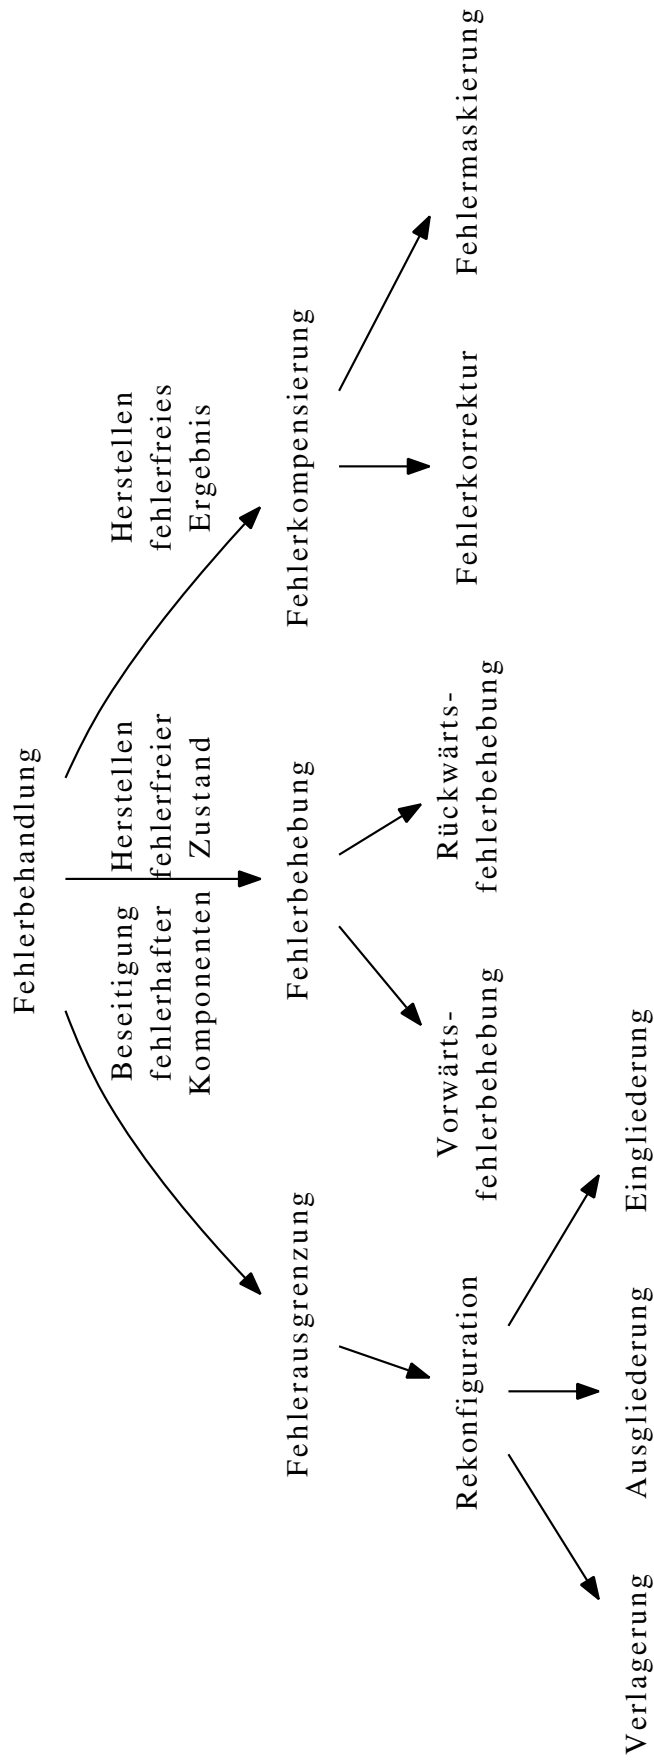 Fehlerbehandlung
Beseitigung
fehlerhafter
Komponenten
Herstellen
fehlerfreier
Zustand
Herstellen
fehlerfreies
Ergebnis
Fehlerausgrenzung
Fehlerbehebung
Fehlerkompensierung
Rekonfiguration
Vorwärts-
fehlerbehebung
Rückwärts-
fehlerbehebung
Fehlerkorrektur
Fehlermaskierung
Verlagerung
Ausgliederung
Eingliederung